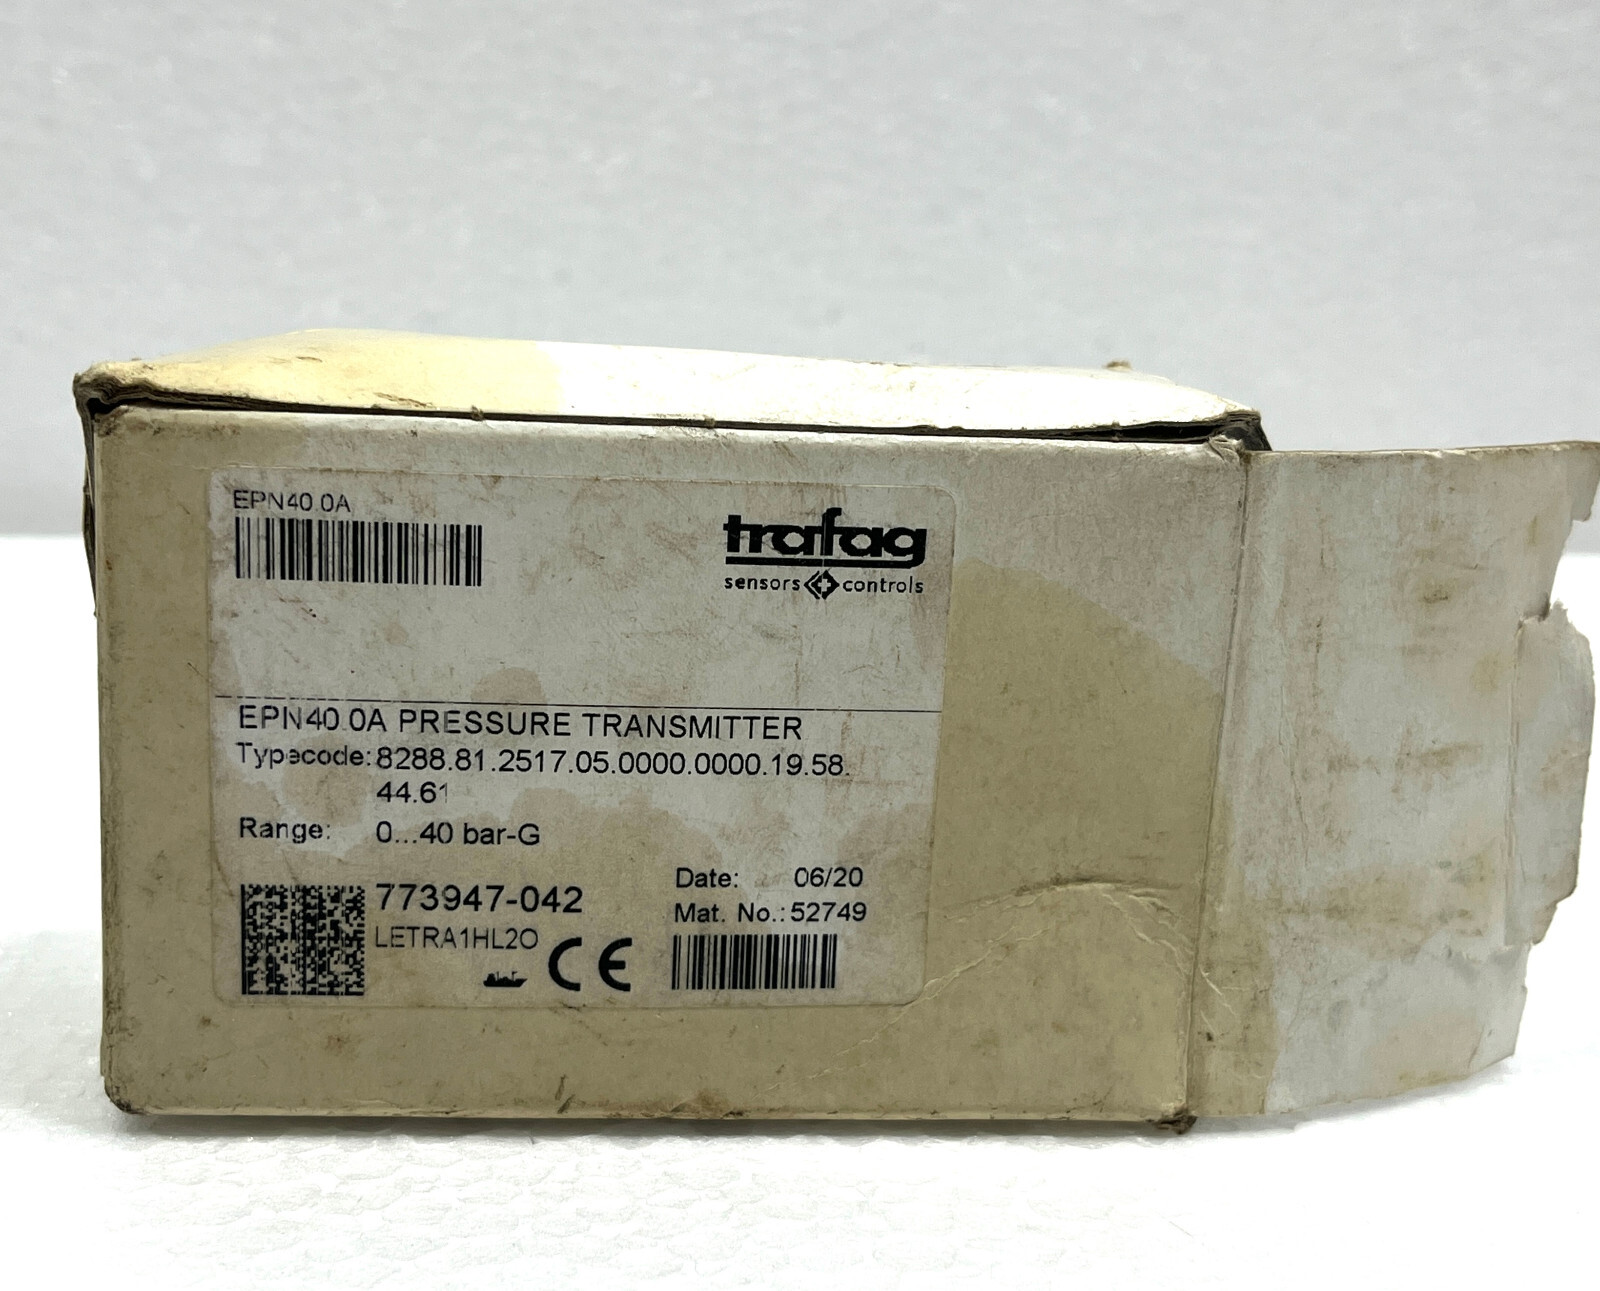 EPN40.0A
trafag
sensors controls
EPN40.0A PRESSURE TRANSMITTER
Typecode: 8288.81.2517.05.0000.0000.19.58.
44.61
Range: 0...40 bar-G
773947-042
LETRA1HL2O
CE
Date: 06/20
Mat. No.: 52749